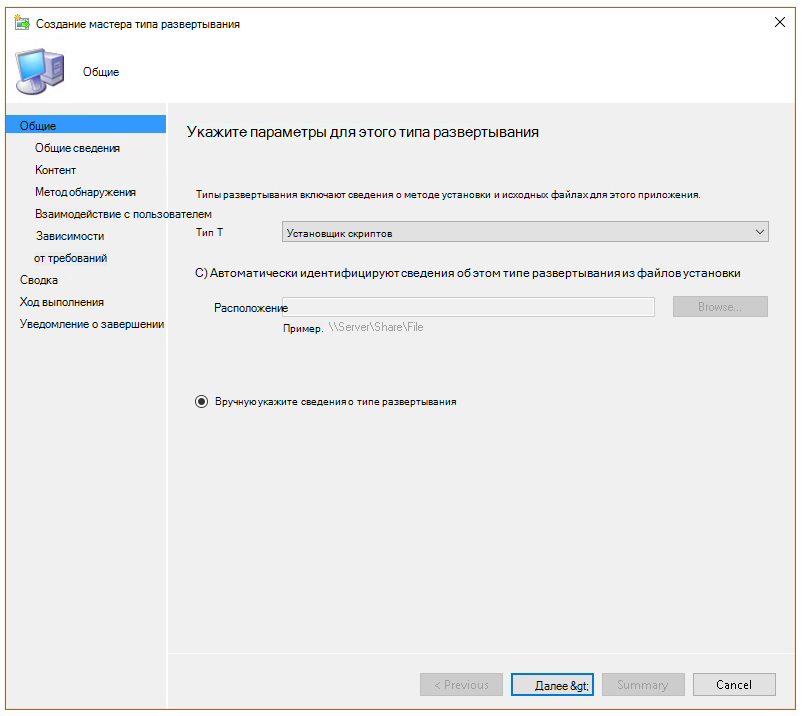 Создание мастера типа развертывания
Общие
Общие
Общие сведения
Контент
Метод обнаружения
Взаимодействие с пользователем
Зависимости
от требований
Сводка
Ход выполнения
Уведомление о завершении
Укажите параметры для этого типа развертывания
Типы развертывания включают сведения о методе установки и исходных файлах для этого приложения.
Тип T Установщик скриптов
C) Автоматически идентифицируют сведения об этом типе развертывания из файлов установки
Расположение Browse...
Пример. \\Server\Share\File
Вручную укажите сведения о типе развертывания
< Previous Далее &gt; Summary Cancel